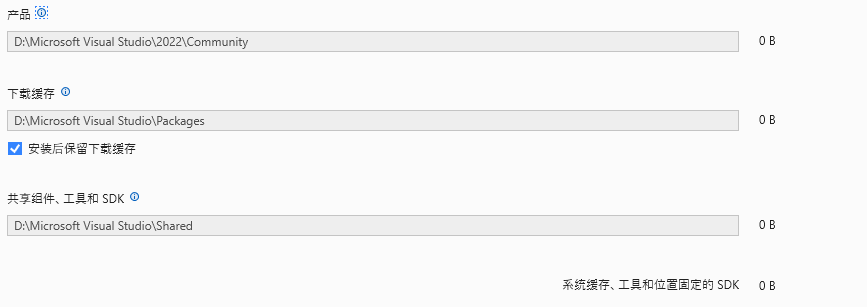 产品
D:\Microsoft Visual Studio\2022\Community 0 B
下载缓存
D:\Microsoft Visual Studio\Packages 0 B
安装后保留下载缓存
共享组件、工具和 SDK
D:\Microsoft Visual Studio\Shared 0 B
系统缓存、工具和位置固定的 SDK 0 B